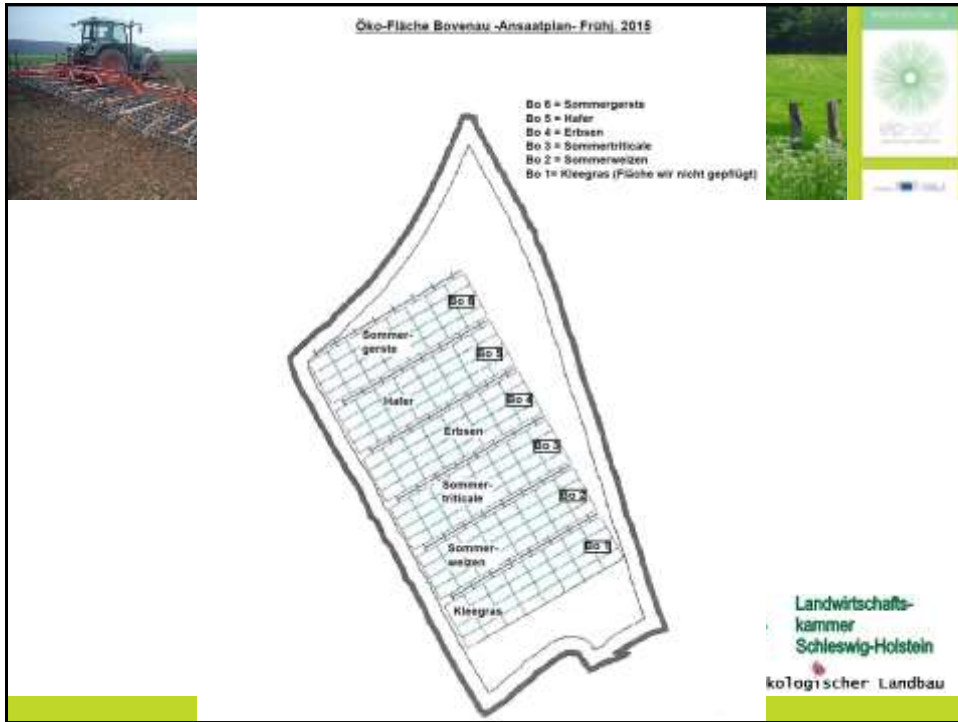 Öko-Fläche Bovenau -Ansaatplan- Frühj. 2015
Bo 6 = Sommergerste
Bo 5 = Hafer
Bo 4 = Erbsen
Bo 3 = Sommertriticale
Bo 2 = Sommerweizen
Bo 1= Kleegras (Fläche wir nicht gepflügt)
Bo 6
Sommer-
gerste
Bo 5
Hafer
Bo 4
Erbsen
Bo 3
Sommer-
triticale
Bo 2
Sommer-
weizen
Bo 1
Kleegras
Landwirtschafts-
kammer
Schleswig-Holstein
kologischer Landbau